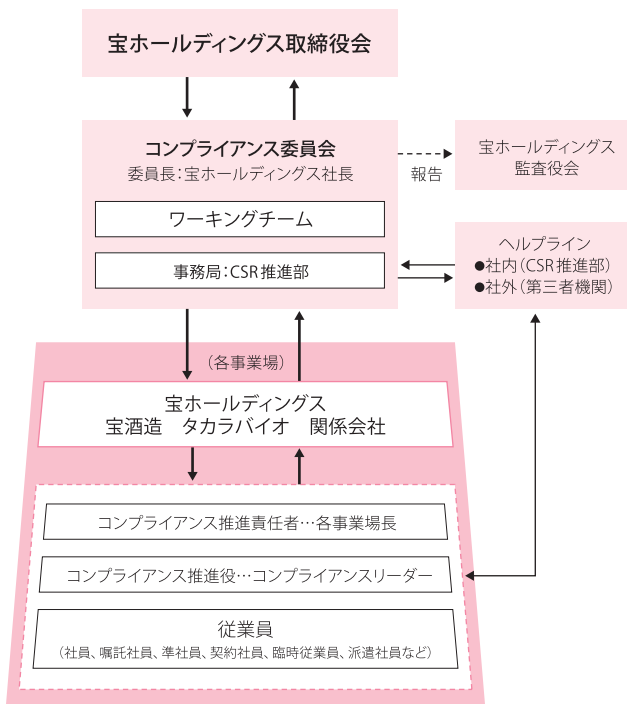 宝ホールディングス取締役会
コンプライアンス委員会
委員長：宝ホールディングス社長
ワーキングチーム
事務局：CSR推進部
報告
宝ホールディングス
監査役会
ヘルプライン
●社内（CSR推進部）
●社外（第三者機関）
（各事業場）
宝ホールディングス
宝酒造　タカラバイオ　関係会社
コンプライアンス推進責任者…各事業場長
コンプライアンス推進役…コンプライアンスリーダー
従業員
（社員、嘱託社員、準社員、契約社員、臨時従業員、派遣社員など）